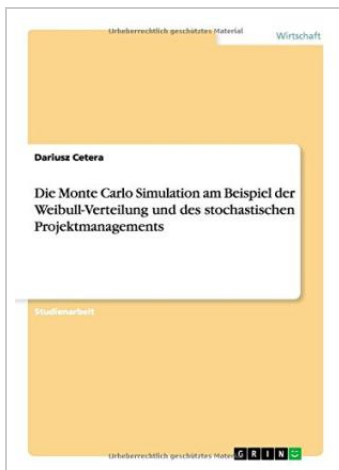 Urheberrechtlich geschütztes Material
Wirtschaft
Dariusz Cetera
Die Monte Carlo Simulation am Beispiel der
Weibull-Verteilung und des stochastischen
Projektmanagements
Studienarbeit
Urheberrechtlich geschütztes Material
GRIN